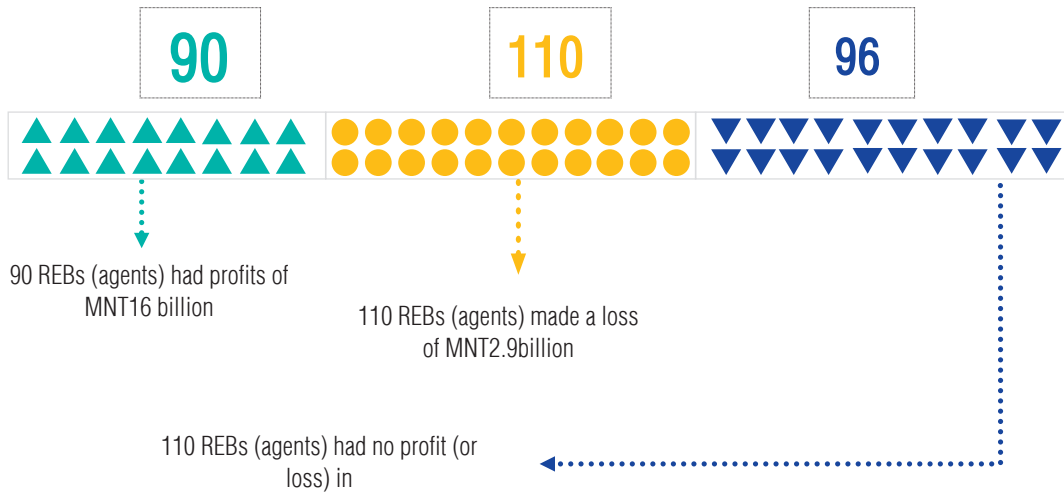 90
110
96
90 REBs (agents) had profits of
MNT16 billion
110 REBs (agents) made a loss
of MNT2.9billion
110 REBs (agents) had no profit (or
loss) in